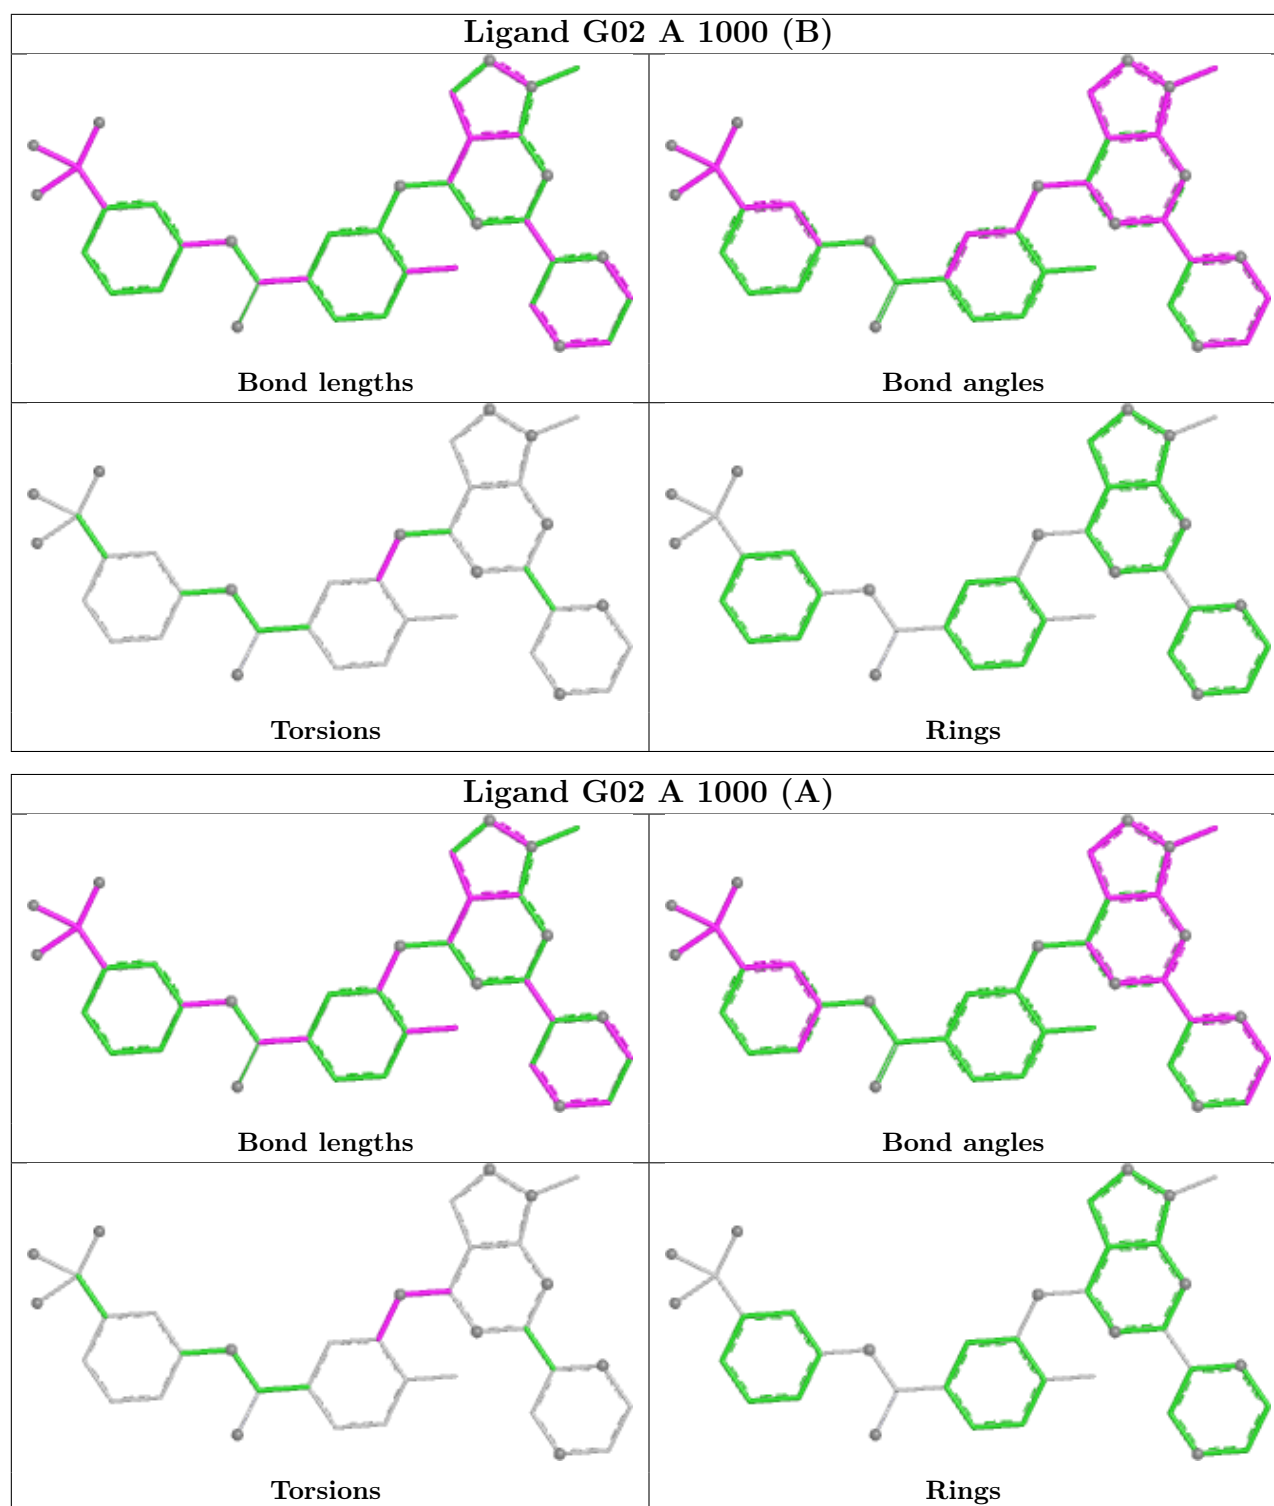 Ligand G02 A 1000 (B)
Bond lengths
Bond angles
Torsions
Rings
Ligand G02 A 1000 (A)
Bond lengths
Bond angles
Torsions
Rings